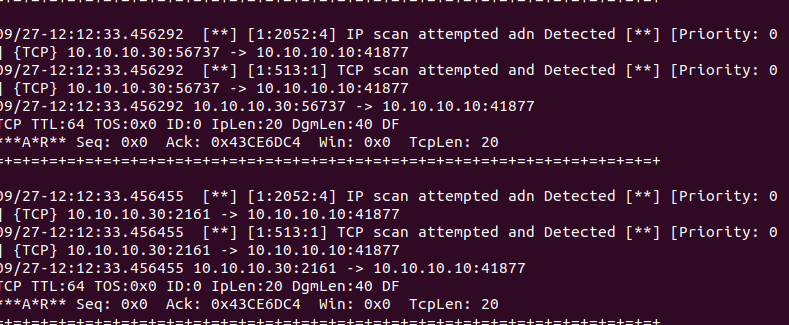 =+=+=+=+=+=+=+=+=+=+=+=+=+=+=+=+=+=+=+=+=+=+=+=+=+=+=+=+=+=+=+=+=+=+=+=+=+
09/27-12:12:33.456292  [**] [1:2052:4] IP scan attempted adn Detected [**] [Priority: 0
] {TCP} 10.10.10.30:56737 -> 10.10.10.10:41877
09/27-12:12:33.456292  [**] [1:513:1] TCP scan attempted and Detected [**] [Priority: 0
] {TCP} 10.10.10.30:56737 -> 10.10.10.10:41877
09/27-12:12:33.456292 10.10.10.30:56737 -> 10.10.10.10:41877
TCP TTL:64 TOS:0x0 ID:0 IpLen:20 DgmLen:40 DF
***A*R** Seq: 0x0  Ack: 0x43CE6DC4  Win: 0x0  TcpLen: 20
=+=+=+=+=+=+=+=+=+=+=+=+=+=+=+=+=+=+=+=+=+=+=+=+=+=+=+=+=+=+=+=+=+=+=+=+=+
09/27-12:12:33.456455  [**] [1:2052:4] IP scan attempted adn Detected [**] [Priority: 0
] {TCP} 10.10.10.30:2161 -> 10.10.10.10:41877
09/27-12:12:33.456455  [**] [1:513:1] TCP scan attempted and Detected [**] [Priority: 0
] {TCP} 10.10.10.30:2161 -> 10.10.10.10:41877
09/27-12:12:33.456455 10.10.10.30:2161 -> 10.10.10.10:41877
TCP TTL:64 TOS:0x0 ID:0 IpLen:20 DgmLen:40 DF
***A*R** Seq: 0x0  Ack: 0x43CE6DC4  Win: 0x0  TcpLen: 20
=+=+=+=+=+=+=+=+=+=+=+=+=+=+=+=+=+=+=+=+=+=+=+=+=+=+=+=+=+=+=+=+=+=+=+=+=+